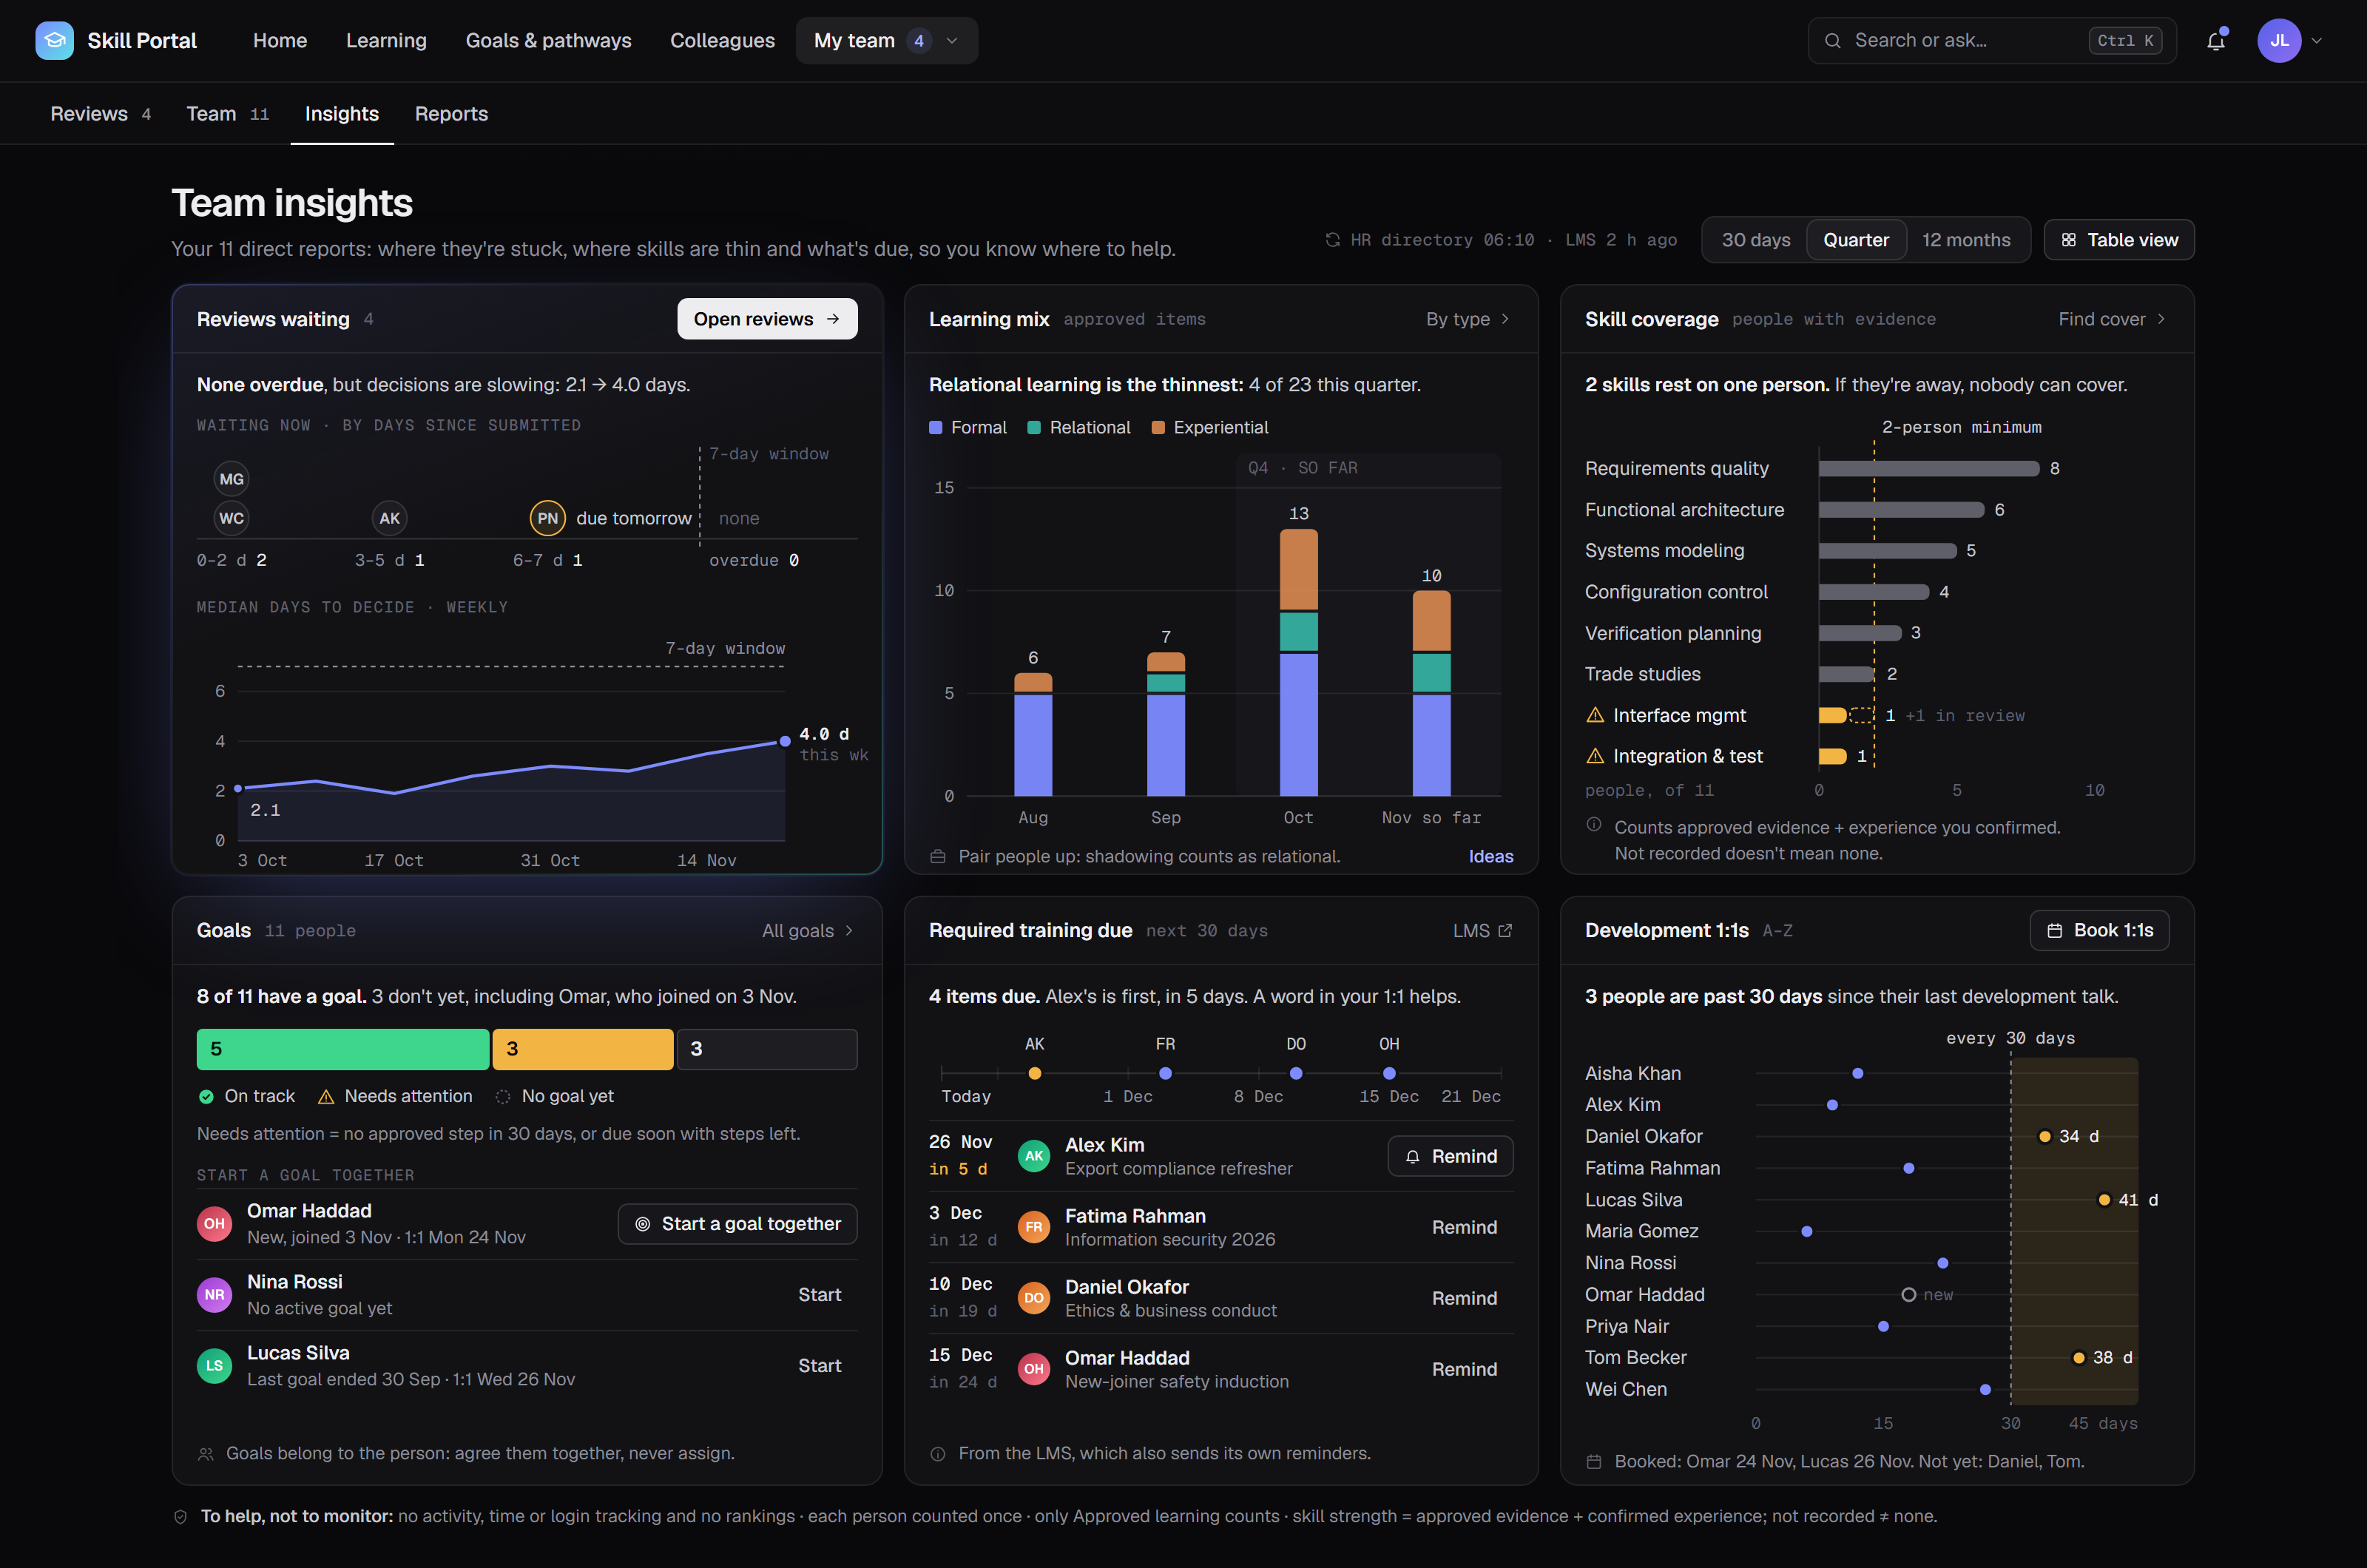 Skill Portal
Home
Learning
Goals & pathways
Colleagues
My team 4
Search or ask...
Ctrl K
JL
Reviews 4
Team 11
Insights
Reports
Team insights
Your 11 direct reports: where they're stuck, where skills are thin and what's due, so you know where to help.
HR directory 06:10 · LMS 2 h ago
30 days
Quarter
12 months
Table view
Reviews waiting 4
Open reviews →
None overdue, but decisions are slowing: 2.1 → 4.0 days.
WAITING NOW · BY DAYS SINCE SUBMITTED
7-day window
MG
WC
AK
PN due tomorrow
none
0–2 d 2
3–5 d 1
6–7 d 1
overdue 0
MEDIAN DAYS TO DECIDE · WEEKLY
7-day window
6
4
2
0
2.1
4.0 d
this wk
3 Oct
17 Oct
31 Oct
14 Nov
Learning mix approved items
By type
Relational learning is the thinnest: 4 of 23 this quarter.
Formal
Relational
Experiential
Q4 · SO FAR
15
10
5
0
6
7
13
10
Aug
Sep
Oct
Nov so far
Pair people up: shadowing counts as relational.
Ideas
Skill coverage people with evidence
Find cover
2 skills rest on one person. If they're away, nobody can cover.
2-person minimum
Requirements quality 8
Functional architecture 6
Systems modeling 5
Configuration control 4
Verification planning 3
Trade studies 2
Interface mgmt 1 +1 in review
Integration & test 1
people, of 11
0
5
10
Counts approved evidence + experience you confirmed.
Not recorded doesn't mean none.
Goals 11 people
All goals
8 of 11 have a goal. 3 don't yet, including Omar, who joined on 3 Nov.
5
3
3
On track
Needs attention
No goal yet
Needs attention = no approved step in 30 days, or due soon with steps left.
START A GOAL TOGETHER
OH
Omar Haddad
New, joined 3 Nov · 1:1 Mon 24 Nov
Start a goal together
NR
Nina Rossi
No active goal yet
Start
LS
Lucas Silva
Last goal ended 30 Sep · 1:1 Wed 26 Nov
Start
Goals belong to the person: agree them together, never assign.
Required training due next 30 days
LMS
4 items due. Alex's is first, in 5 days. A word in your 1:1 helps.
AK
FR
DO
OH
Today
1 Dec
8 Dec
15 Dec
21 Dec
26 Nov
in 5 d
AK
Alex Kim
Export compliance refresher
Remind
3 Dec
in 12 d
FR
Fatima Rahman
Information security 2026
Remind
10 Dec
in 19 d
DO
Daniel Okafor
Ethics & business conduct
Remind
15 Dec
in 24 d
OH
Omar Haddad
New-joiner safety induction
Remind
From the LMS, which also sends its own reminders.
Development 1:1s A–Z
Book 1:1s
3 people are past 30 days since their last development talk.
every 30 days
Aisha Khan
Alex Kim
Daniel Okafor 34 d
Fatima Rahman
Lucas Silva 41 d
Maria Gomez
Nina Rossi
Omar Haddad new
Priya Nair
Tom Becker 38 d
Wei Chen
0
15
30
45 days
Booked: Omar 24 Nov, Lucas 26 Nov. Not yet: Daniel, Tom.
To help, not to monitor: no activity, time or login tracking and no rankings · each person counted once · only Approved learning counts · skill strength = approved evidence + confirmed experience; not recorded ≠ none.